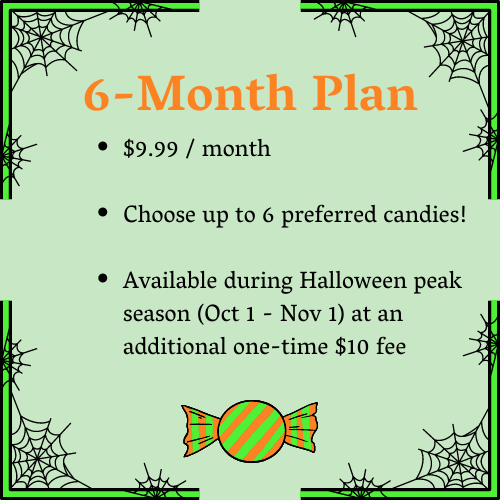 6-Month Plan
• $9.99 / month
• Choose up to 6 preferred candies!
• Available during Halloween peak
season (Oct 1 - Nov 1) at an
additional one-time $10 fee